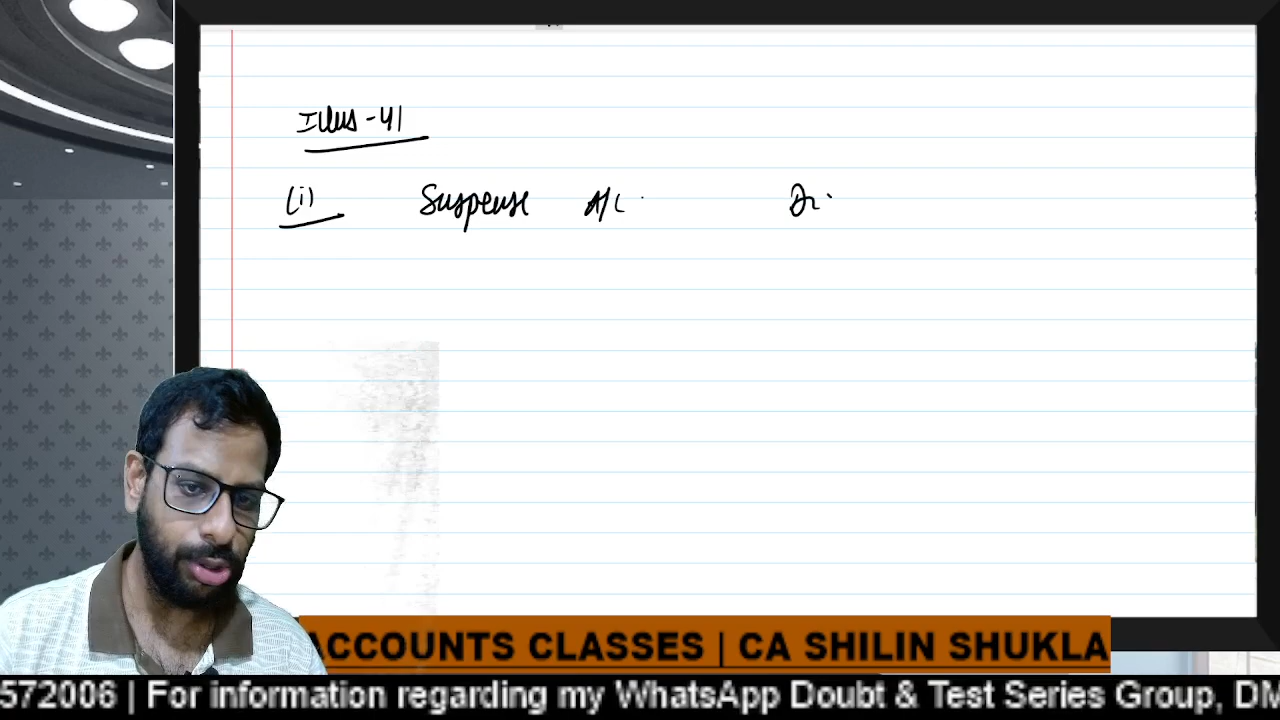 Illus - 41
(i) Suspense A/c Dr.
ACCOUNTS CLASSES | CA SHILIN SHUKLA
572006 | For information regarding my WhatsApp Doubt & Test Series Group, DM